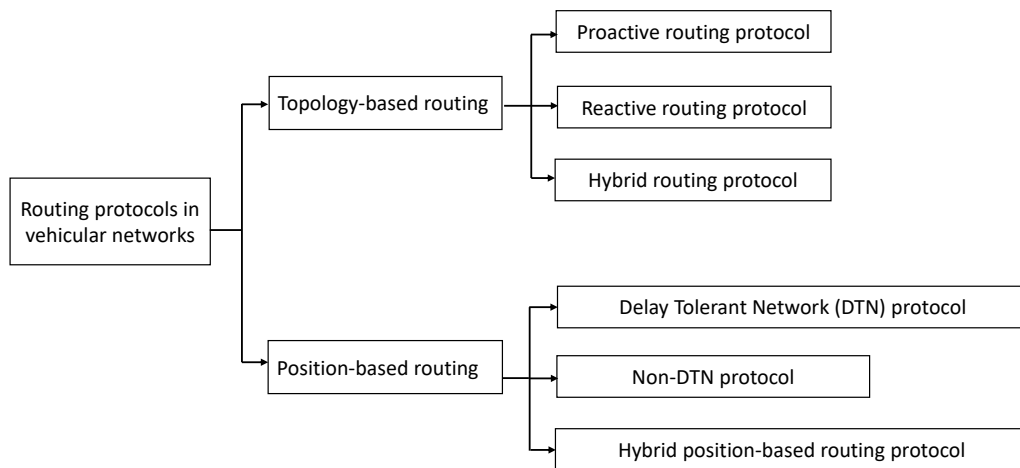 Proactive routing protocol
Topology-based routing
Reactive routing protocol
Hybrid routing protocol
Routing protocols in
vehicular networks
Delay Tolerant Network (DTN) protocol
Position-based routing
Non-DTN protocol
Hybrid position-based routing protocol